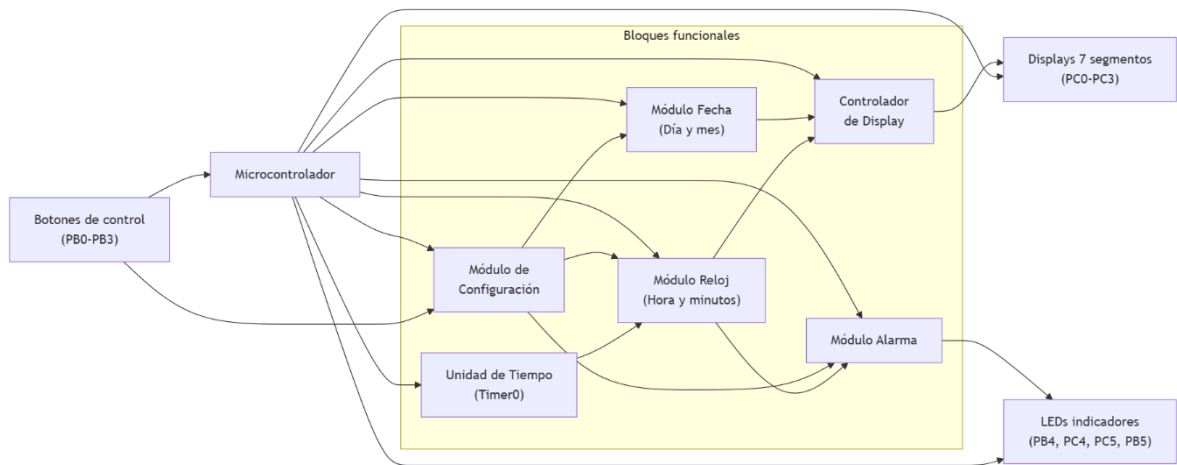 Bloques funcionales
Displays 7 segmentos
(PC0-PC3)
Controlador
de Display
Módulo Fecha
(Día y mes)
Microcontrolador
Botones de control
(PB0-PB3)
Módulo de
Configuración
Módulo Reloj
(Hora y minutos)
Módulo Alarma
Unidad de Tiempo
(Timer0)
LEDs indicadores
(PB4, PC4, PC5, PB5)